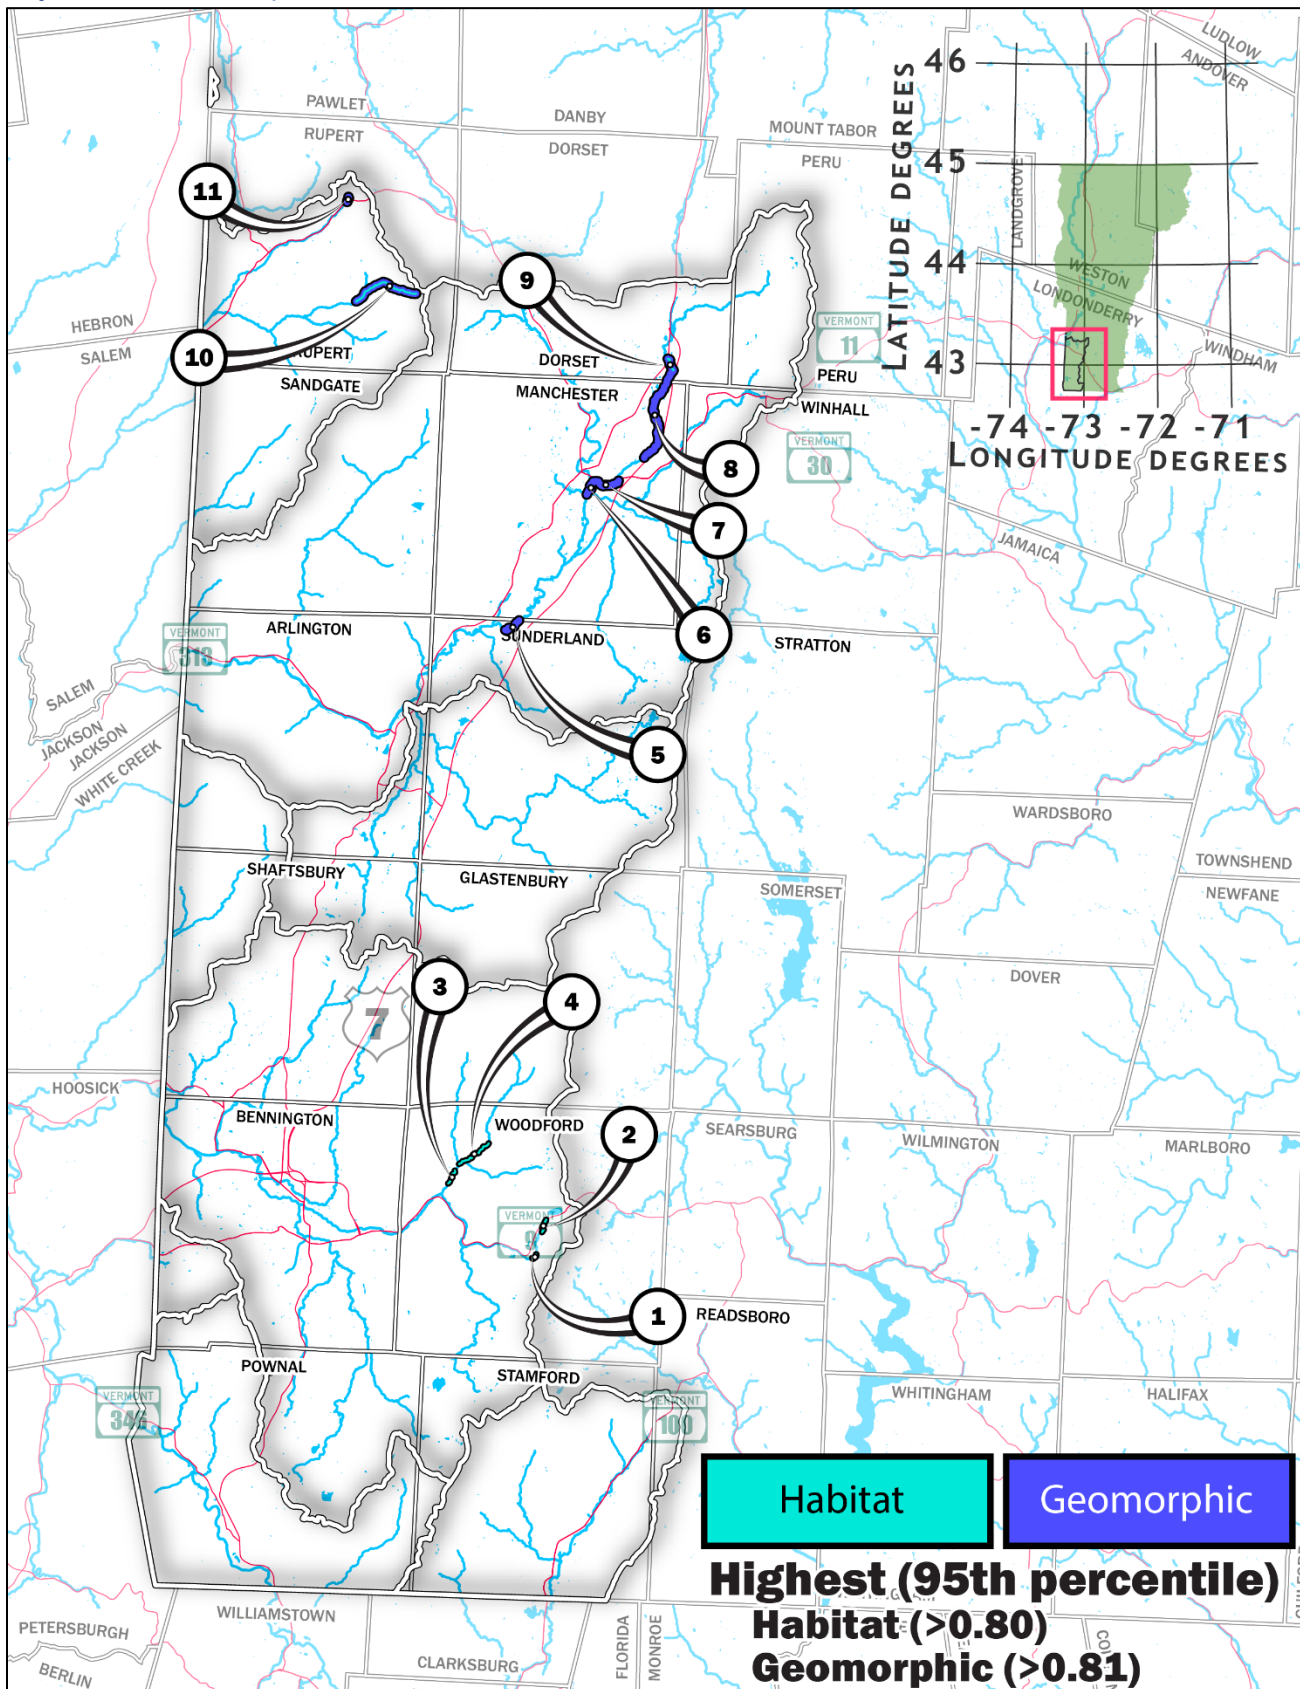 LUDLOW
ANDOVER
46
PAWLET
RUPERT
DANBY
DORSET
MOUNT TABOR
PERU
45
LATITUDE DEGREES
LANDGROVE
11
44
WESTON
LONDONDERRY
9
HEBRON
SALEM
10
RUPERT
SANDGATE
DORSET
MANCHESTER
VERMONT
11
PERU
WINHALL
43
WINDHAM
-74 -73 -72 -71
LONGITUDE DEGREES
VERMONT
30
8
7
JAMAICA
ARLINGTON
SUNDERLAND
6
STRATTON
VERMONT
313
SALEM
JACKSON
JACKSON
WHITE CREEK
5
WARDSBORO
SHAFTSBURY
GLASTENBURY
SOMERSET
TOWNSHEND
NEWFANE
3
4
7
DOVER
HOOSICK
BENNINGTON
WOODFORD
2
SEARSBURG
WILMINGTON
MARLBORO
VERMONT
9
1
READSBORO
POWNAL
STAMFORD
VERMONT
346
VERMONT
100
WHITINGHAM
HALIFAX
Habitat
Geomorphic
Highest (95th percentile)
Habitat (>0.80)
Geomorphic (>0.81)
WILLIAMSTOWN
PETERSBURGH
BERLIN
CLARKSBURG
FLORIDA
MONROE